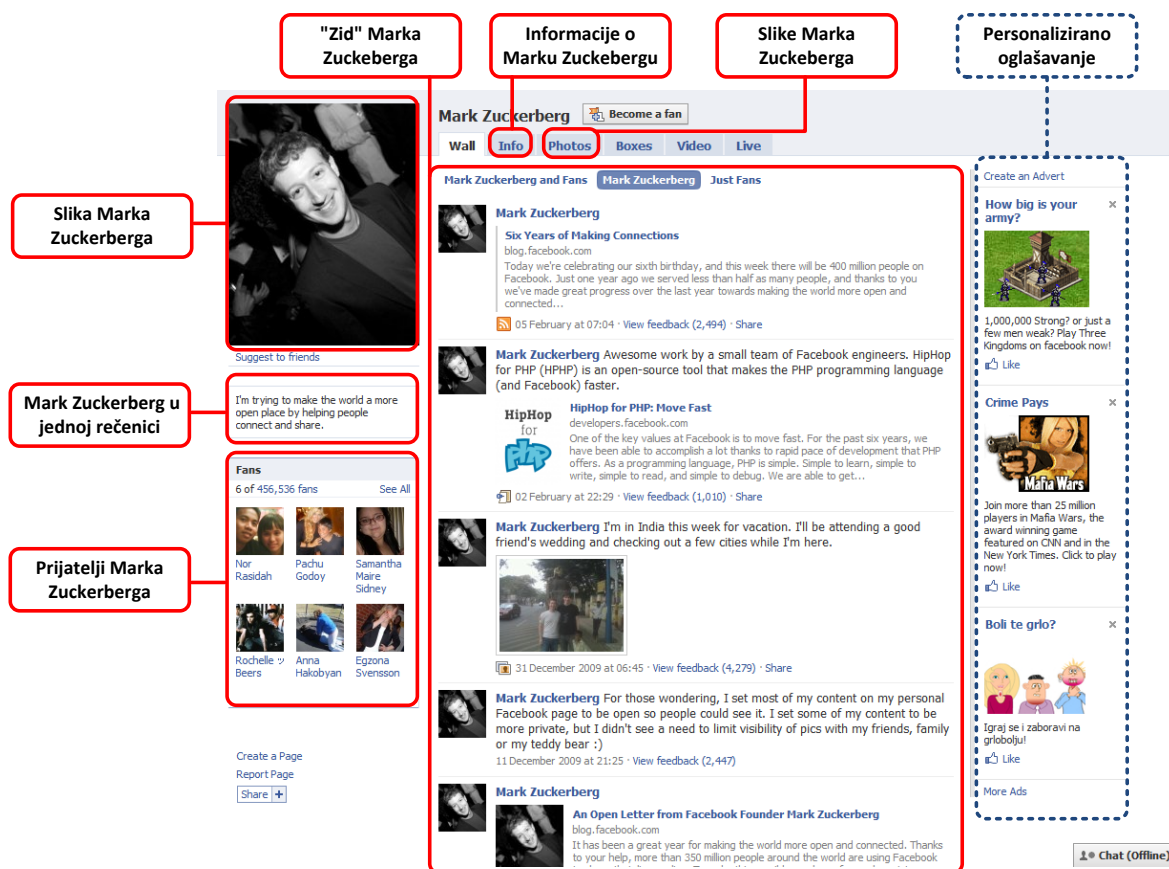 "Zid" Marka
Zuckeberga
Informacije o
Marku Zuckebergu
Slike Marka
Zuckeberga
Personalizirano
oglašavanje
Slika Marka
Zuckerberga
Mark Zuckerberg u
jednoj rečenici
Prijatelji Marka
Zuckerberga
Suggest to friends
I'm trying to make the world a more
open place by helping people
connect and share.
Fans
6 of 456,536 fans See All
Nor
Rasidah
Pachu
Godoy
Samantha
Maire
Sidney
Rochelle ッ
Beers
Anna
Hakobyan
Egzona
Svensson
Create a Page
Report Page
Share +
Mark Zuckerberg Become a fan
Wall Info Photos Boxes Video Live
Mark Zuckerberg and Fans Mark Zuckerberg Just Fans
Mark Zuckerberg
Six Years of Making Connections
blog.facebook.com
Today we're celebrating our sixth birthday, and this week there will be 400 million people on
Facebook. Just one year ago we served less than half as many people, and thanks to you
we've made great progress over the last year towards making the world more open and
connected...
05 February at 07:04 · View feedback (2,494) · Share
Mark Zuckerberg Awesome work by a small team of Facebook engineers. HipHop
for PHP (HPHP) is an open-source tool that makes the PHP programming language
(and Facebook) faster.
HipHop
for
php
HipHop for PHP: Move Fast
developers.facebook.com
One of the key values at Facebook is to move fast. For the past six years, we
have been able to accomplish a lot thanks to rapid pace of development that PHP
offers. As a programming language, PHP is simple. Simple to learn, simple to
write, simple to read, and simple to debug. We are able to get...
02 February at 22:29 · View feedback (1,010) · Share
Mark Zuckerberg I'm in India this week for vacation. I'll be attending a good
friend's wedding and checking out a few cities while I'm here.
31 December 2009 at 06:45 · View feedback (4,279) · Share
Mark Zuckerberg For those wondering, I set most of my content on my personal
Facebook page to be open so people could see it. I set some of my content to be
more private, but I didn't see a need to limit visibility of pics with my friends, family
or my teddy bear :)
11 December 2009 at 21:25 · View feedback (2,447)
Mark Zuckerberg
An Open Letter from Facebook Founder Mark Zuckerberg
blog.facebook.com
It has been a great year for making the world more open and connected. Thanks
to your help, more than 350 million people around the world are using Facebook
Create an Advert
How big is your
army?
1,000,000 Strong? or just a
few men weak? Play Three
Kingdoms on facebook now!
Like
Crime Pays
Mafia Wars
Join more than 25 million
players in Mafia Wars, the
award winning game
featured on CNN and in the
New York Times. Click to play
now!
Like
Boli te grlo?
Igraj se i zaboravi na
grlobolju!
Like
More Ads
Chat (Offline)